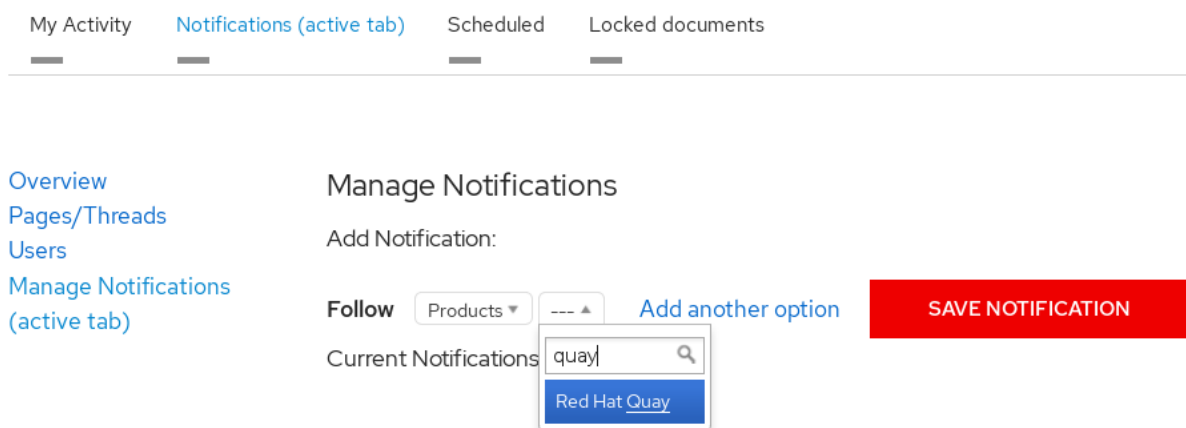 My Activity Notifications (active tab) Scheduled Locked documents
Overview
Pages/Threads
Users
Manage Notifications
(active tab)
Manage Notifications
Add Notification:
Follow Products --- Add another option SAVE NOTIFICATION
quay
Red Hat Quay
Current Notifications